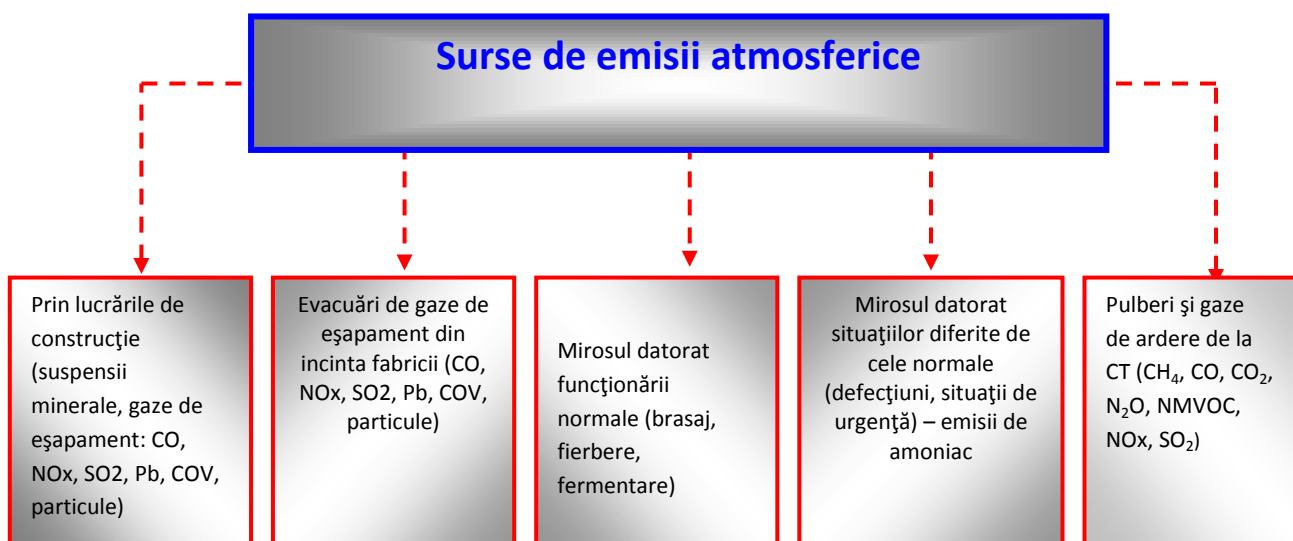 Surse de emisii atmosferice
Prin lucrările de
construcţie
(suspensii
minerale, gaze de
eşapament: CO,
NOx, SO2, Pb, COV,
particule)
Evacuări de gaze de
eşapament din
incinta fabricii (CO,
NOx, SO2, Pb, COV,
particule)
Mirosul datorat
funcţionării
normale (brasaj,
fierbere,
fermentare)
Mirosul datorat
situaţiilor diferite de
cele normale
(defecţiuni, situaţii de
urgenţă) – emisii de
amoniac
Pulberi şi gaze
de ardere de la
CT (CH₄, CO, CO₂,
N₂O, NMVOC,
NOx, SO₂)